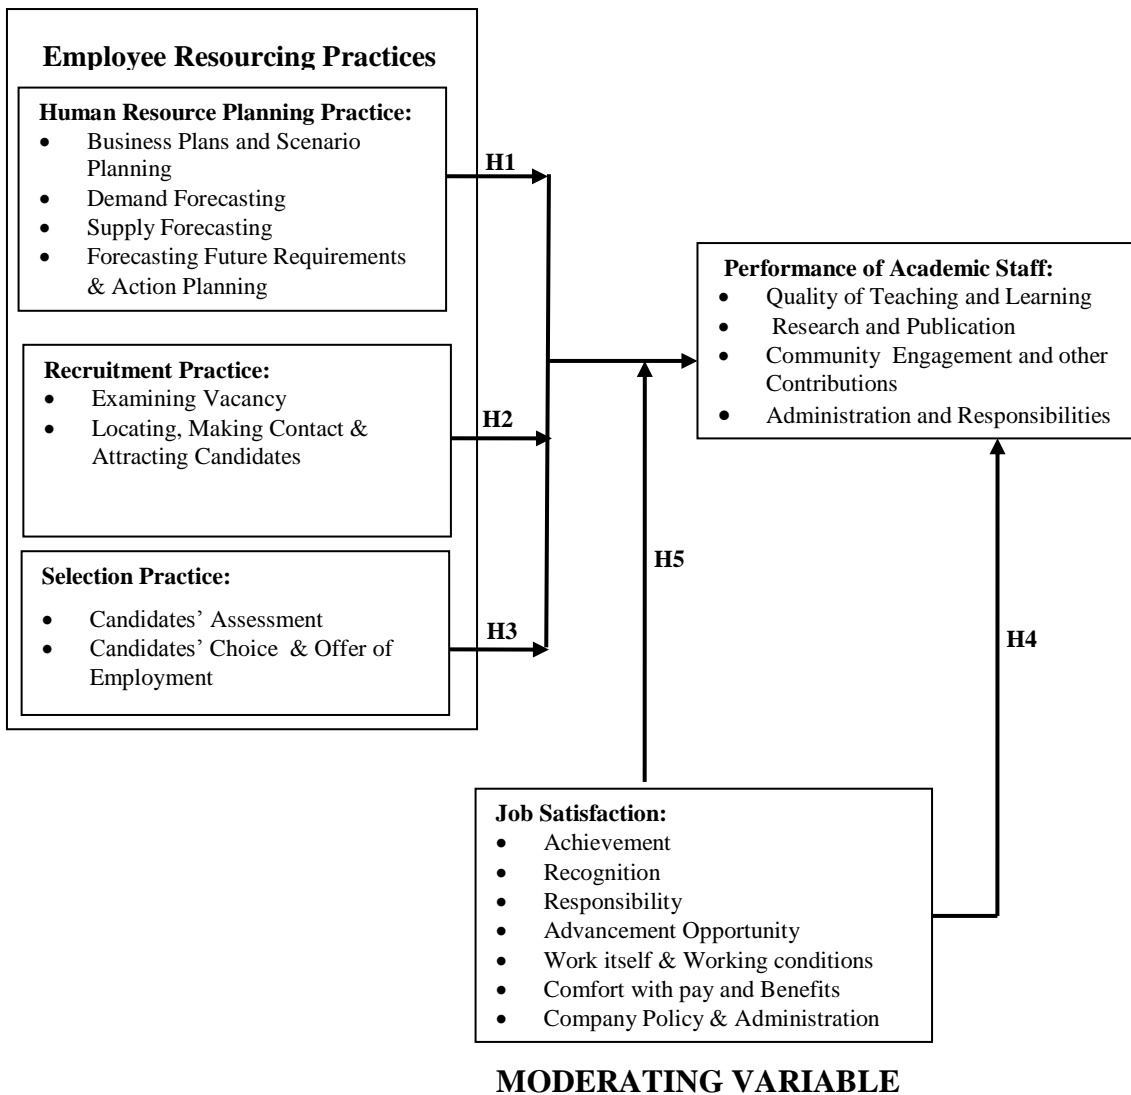 Employee Resourcing Practices
Human Resource Planning Practice:
• Business Plans and Scenario
Planning
• Demand Forecasting
• Supply Forecasting
• Forecasting Future Requirements
& Action Planning
H1
Recruitment Practice:
• Examining Vacancy
• Locating, Making Contact &
Attracting Candidates
H2
Selection Practice:
• Candidates’ Assessment
• Candidates’ Choice & Offer of
Employment
H3
Performance of Academic Staff:
• Quality of Teaching and Learning
• Research and Publication
• Community Engagement and other
Contributions
• Administration and Responsibilities
H5
H4
Job Satisfaction:
• Achievement
• Recognition
• Responsibility
• Advancement Opportunity
• Work itself & Working conditions
• Comfort with pay and Benefits
• Company Policy & Administration
MODERATING VARIABLE